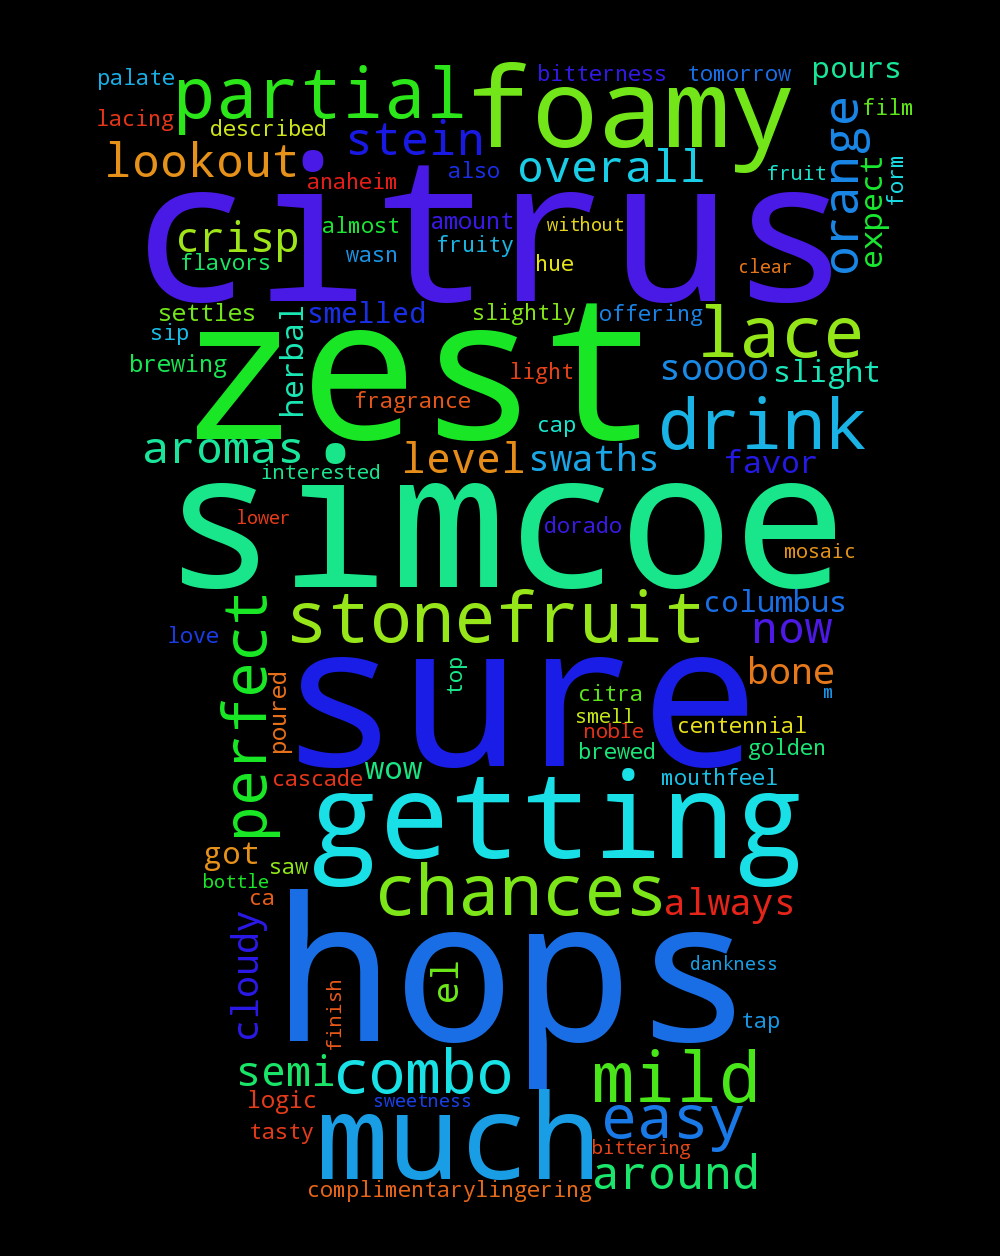 palate
partial
foamy
bitterness
tomorrow
pours
lacing
described
stein
orange
film
lookout
overall
also
fruit
form
expect
anaheim
citrus
crisp
almost
amount
without
flavors
wasn
fruity
hue
clear
settles
herbal
smelled
slightly
offering
lace
sip
zest
brewing
light
soooo
slight
fragrance
cap
drink
aromas
level
swaths
favor
interested
simcoe
lower
dorado
mosaic
perfect
stonefruit
columbus
love
now
poured
sure
top
bone
citra
m
smell
centennial
noble
brewed
golden
cascade
wow
mouthfeel
getting
got
saw
bottle
chances
ca
always
cloudy
hops
el
dankness
finish
tap
semi
combo
mild
logic
sweetness
much
easy
tasty
bittering
around
complimentarylingering